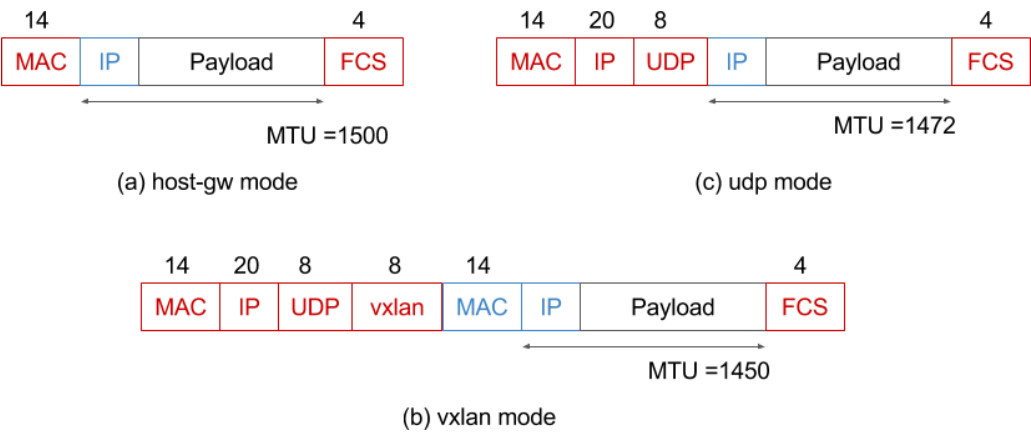 14 4
MAC IP Payload FCS
MTU =1500
(a) host-gw mode
14 20 8 4
MAC IP UDP IP Payload FCS
MTU =1472
(c) udp mode
14 20 8 8 14 4
MAC IP UDP vxlan MAC IP Payload FCS
MTU =1450
(b) vxlan mode